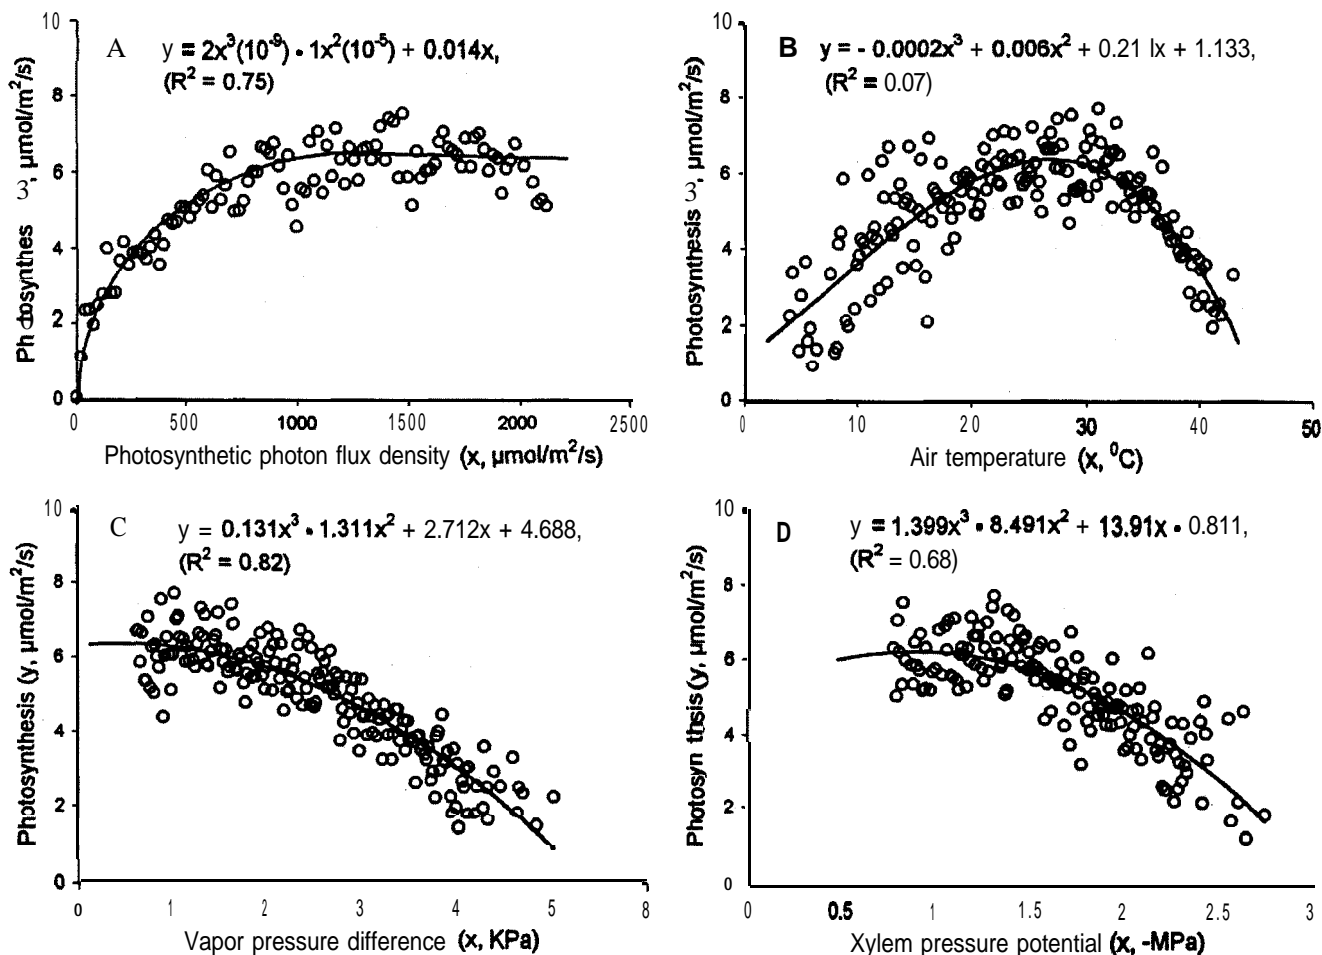 A y = 2x³(10⁻⁹) - 1x²(10⁻⁵) + 0.014x,
(R² = 0.75)
10
8
6
4
2
0
0 500 1000 1500 2000 2500
Photosynthetic photon flux density (x, µmol/m²/s)
B y = - 0.0002x³ + 0.006x² + 0.21 lx + 1.133,
(R² = 0.07)
Photosynthesis 3, µmol/m²/s)
10
8
6
4
2
0
0 10 20 30 40 50
Air temperature (x, ⁰C)
C y = 0.131x³ - 1.311x² + 2.712x + 4.688,
(R² = 0.82)
Photosynthesis (y, µmol/m²/s)
10
8
6
4
2
0
0 1 2 3 4 5 8
Vapor pressure difference (x, KPa)
D y = 1.399x³ - 8.491x² + 13.91x - 0.811,
(R² = 0.68)
(y, µmol/m²/s)
10
8
6
4
2
0
0 0.5 1 1.5 2 2.5 3
Xylem pressure potential (x, -MPa)